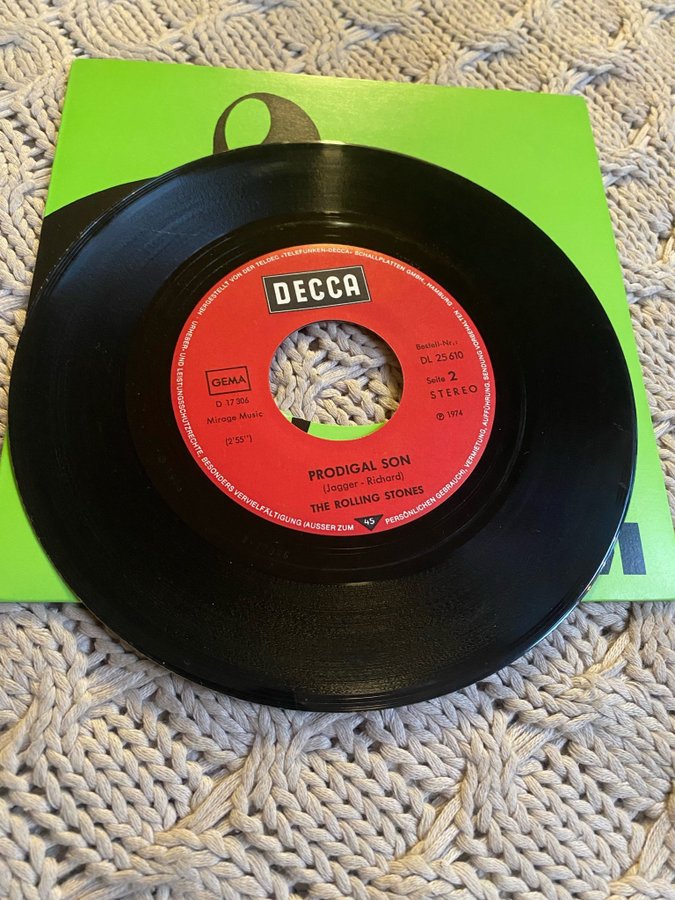 HERGESTELLT VON DER TELDEC »TELEFUNKEN-DECCA« SCHALLPLATTEN GMBH., HAMBURG
DECCA
Bestell-Nr.:
DL 25 610
GEMA
Seite 2
D 17 306
STEREO
Mirage Music
℗ 1974
(2'55")
PRODIGAL SON
(Jagger - Richard)
THE ROLLING STONES
45
URHEBER- UND LEISTUNGSSCHUTZRECHTE, BESONDERS VERVIELFÄLTIGUNG (AUSSER ZUM PERSÖNLICHEN GEBRAUCH), VERMIETUNG, AUFFÜHRUNG, SENDUNG VORBEHALTEN